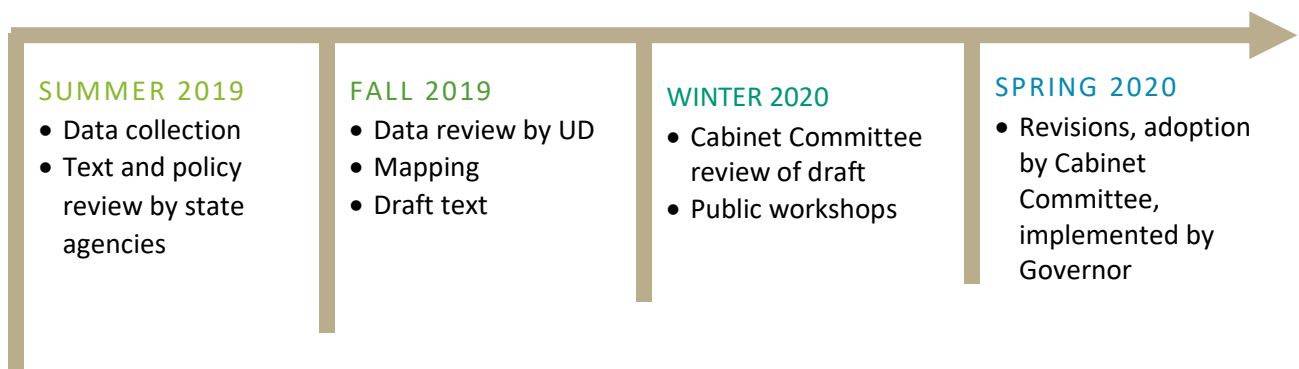 SUMMER 2019
• Data collection
• Text and policy
review by state
agencies
FALL 2019
• Data review by UD
• Mapping
• Draft text
WINTER 2020
• Cabinet Committee
review of draft
• Public workshops
SPRING 2020
• Revisions, adoption
by Cabinet
Committee,
implemented by
Governor